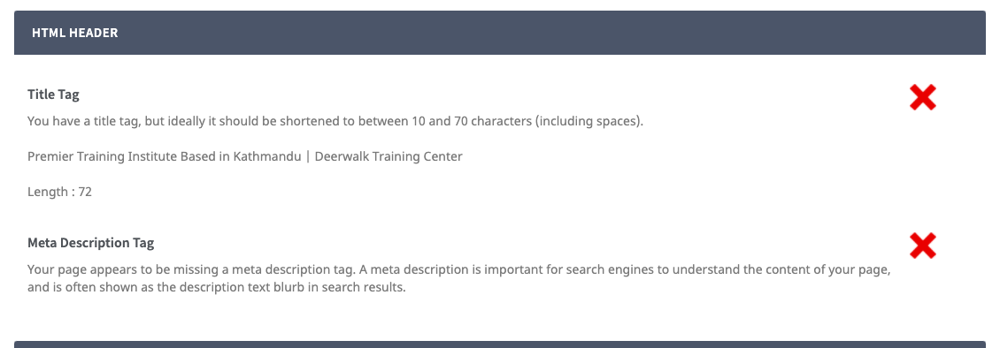 HTML HEADER
Title Tag
You have a title tag, but ideally it should be shortened to between 10 and 70 characters (including spaces).
Premier Training Institute Based in Kathmandu | Deerwalk Training Center
Length : 72
Meta Description Tag
Your page appears to be missing a meta description tag. A meta description is important for search engines to understand the content of your page,
and is often shown as the description text blurb in search results.